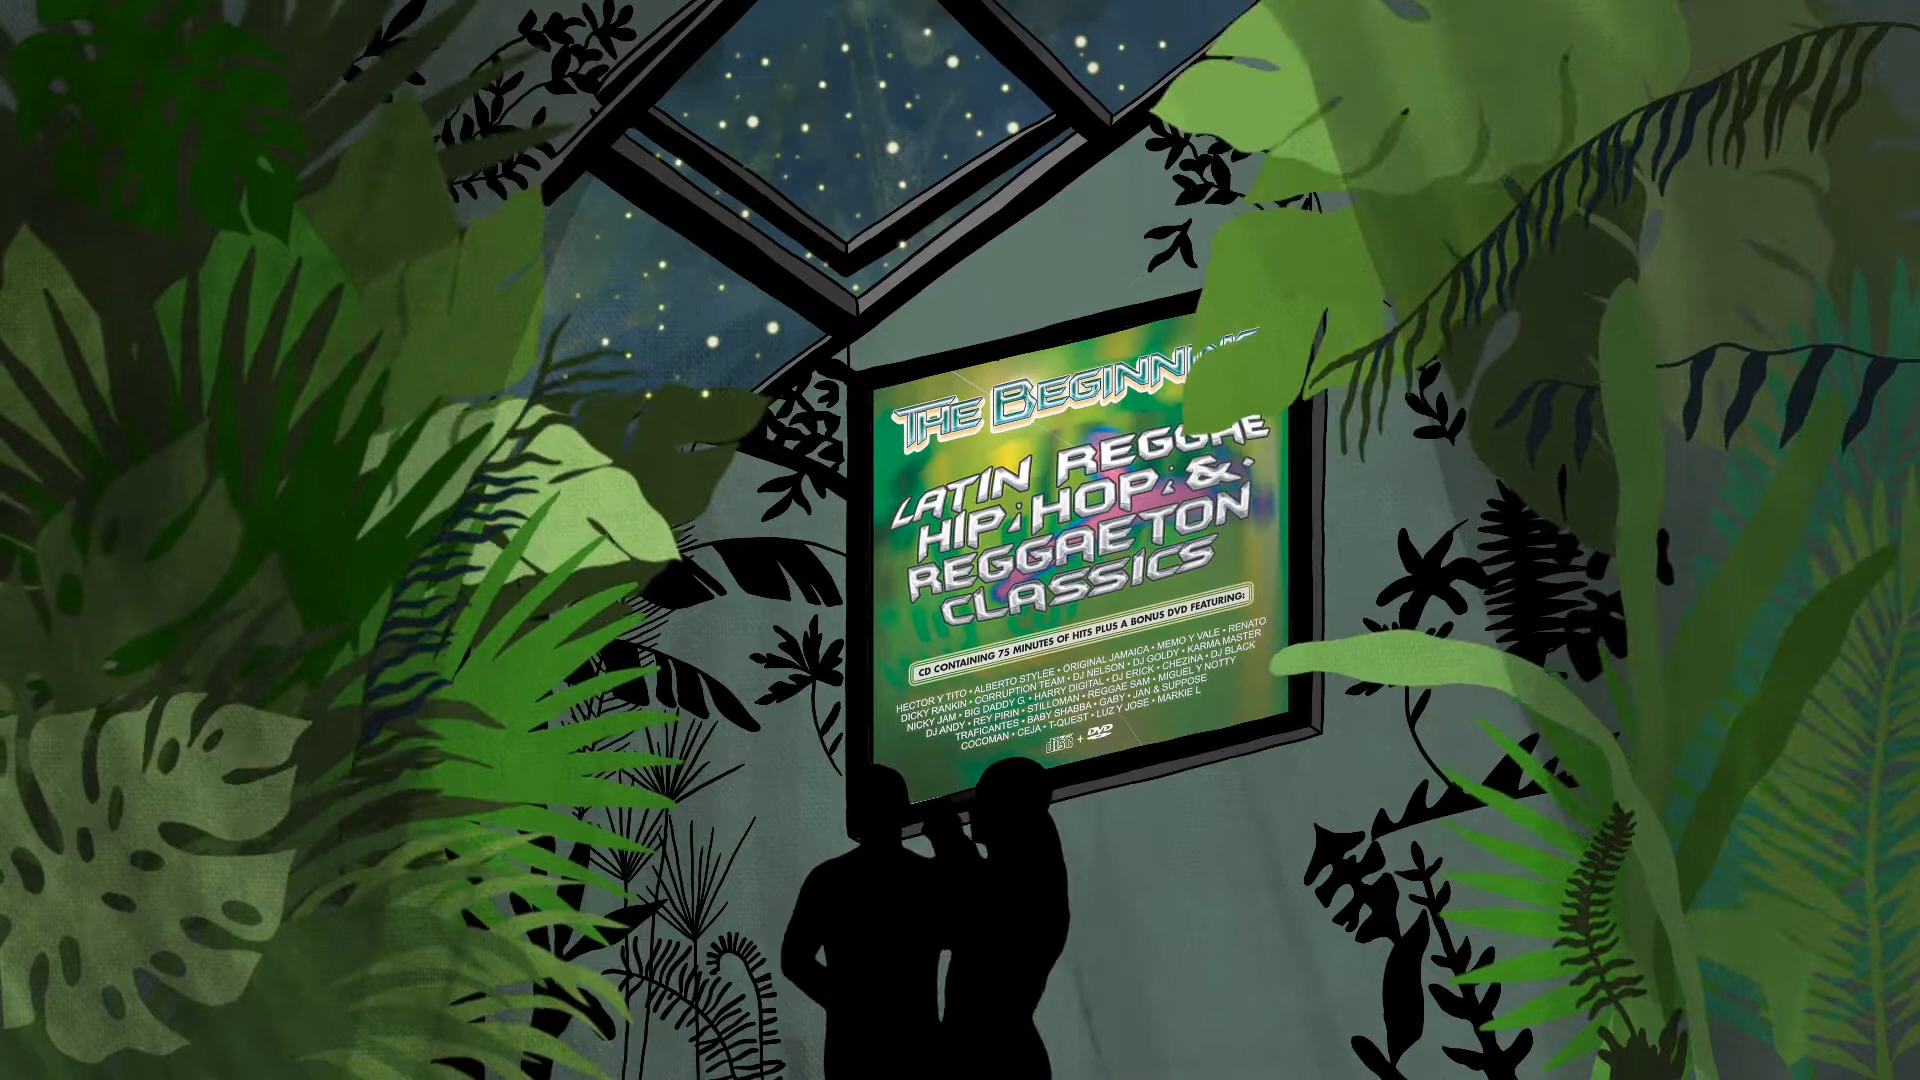 THE BEGINNING
LATIN REGGAE
HIP·HOP·&·
REGGAETON
CLASSICS
CD CONTAINING 75 MINUTES OF HITS PLUS A BONUS DVD FEATURING:
HECTOR Y TITO • ALBERTO STYLEE • ORIGINAL JAMAICA • MEMO Y VALE • RENATO
DICKY RANKIN • CORRUPTION TEAM • DJ NELSON • DJ GOLDY • KARMA MASTER
NICKY JAM • BIG DADDY G. • HARRY DIGITAL • DJ ERICK • CHEZINA • DJ BLACK
DJ ANDY • REY PIRIN • STILLOMAN • REGGAE SAM • MIGUEL Y NOTTY
TRAFICANTES • BABY SHABBA • GABY • JAN & SUPPOSE
COCOMAN • CEJA • T-QUEST • LUZ Y JOSE • MARKIE L
disc + DVD